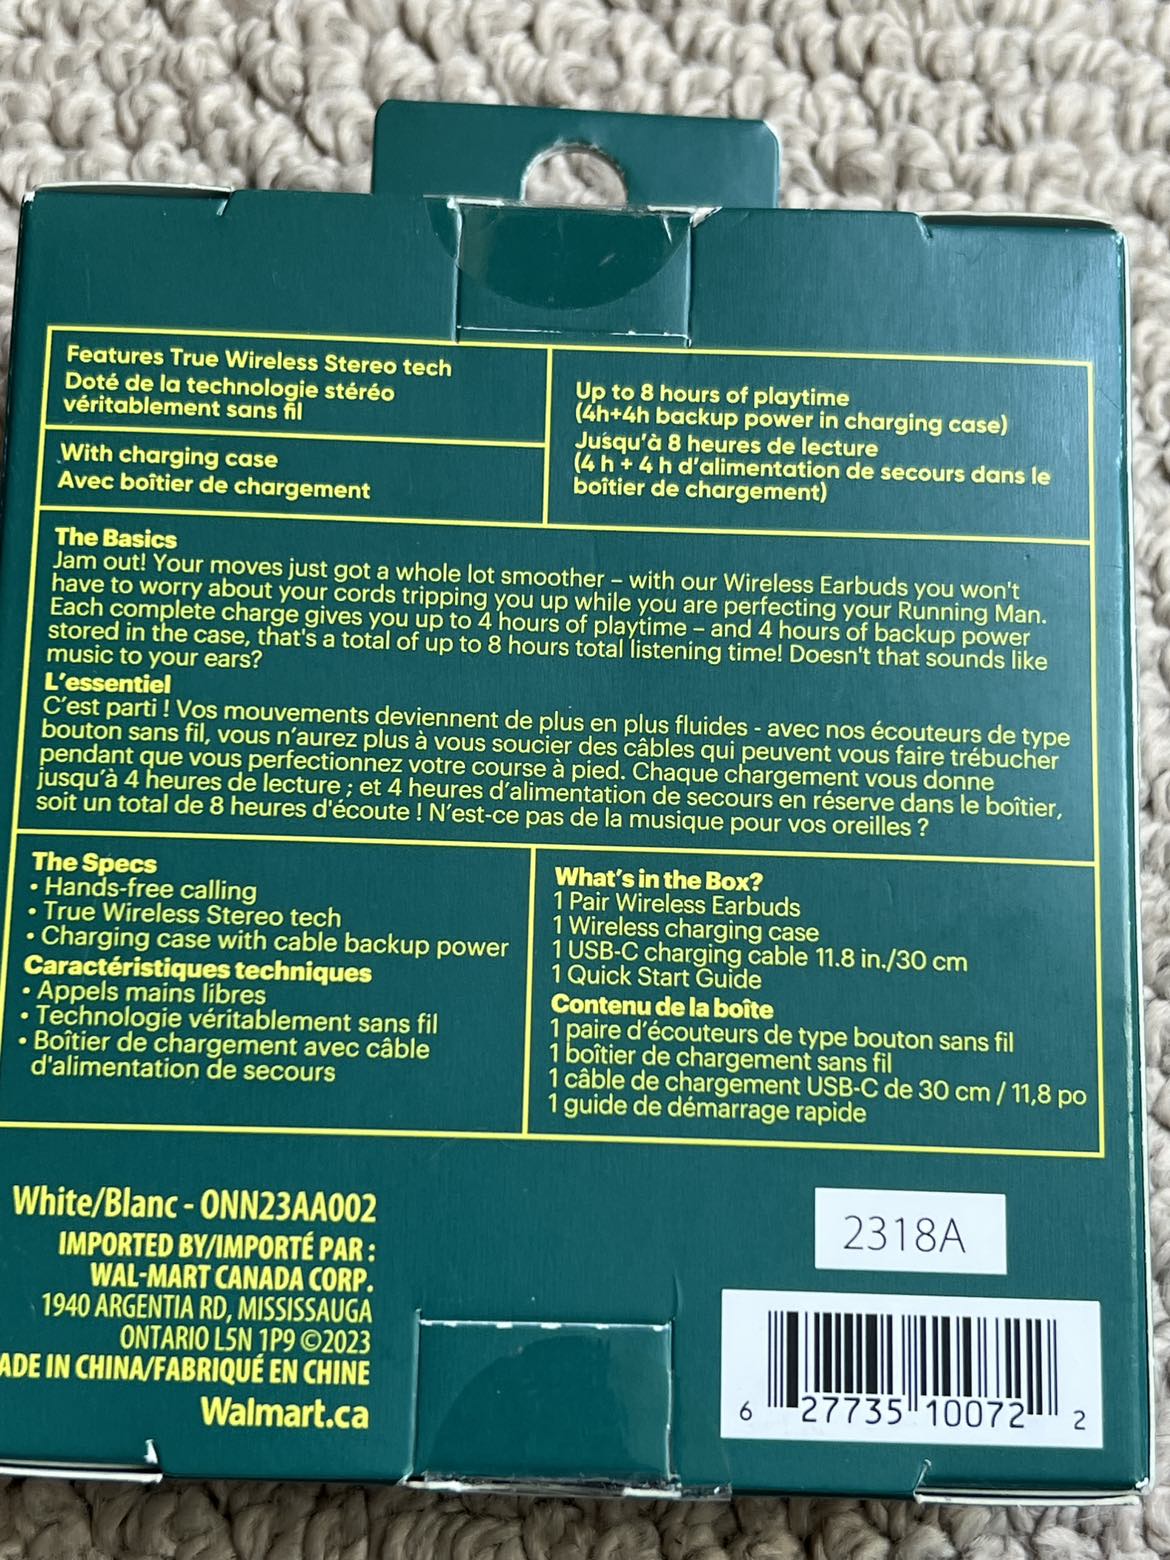 Features True Wireless Stereo tech
Doté de la technologie stéréo
véritablement sans fil
With charging case
Avec boîtier de chargement
Up to 8 hours of playtime
(4h+4h backup power in charging case)
Jusqu'à 8 heures de lecture
(4 h + 4 h d'alimentation de secours dans le
boîtier de chargement)
The Basics
Jam out! Your moves just got a whole lot smoother – with our Wireless Earbuds you won't
have to worry about your cords tripping you up while you are perfecting your Running Man.
Each complete charge gives you up to 4 hours of playtime – and 4 hours of backup power
stored in the case, that's a total of up to 8 hours total listening time! Doesn't that sounds like
music to your ears?
L'essentiel
C'est parti ! Vos mouvements deviennent de plus en plus fluides - avec nos écouteurs de type
bouton sans fil, vous n'aurez plus à vous soucier des câbles qui peuvent vous faire trébucher
pendant que vous perfectionnez votre course à pied. Chaque chargement vous donne
jusqu'à 4 heures de lecture ; et 4 heures d'alimentation de secours en réserve dans le boîtier,
soit un total de 8 heures d'écoute ! N'est-ce pas de la musique pour vos oreilles ?
The Specs
• Hands-free calling
• True Wireless Stereo tech
• Charging case with cable backup power
Caractéristiques techniques
• Appels mains libres
• Technologie véritablement sans fil
• Boîtier de chargement avec câble
d'alimentation de secours
What's in the Box?
1 Pair Wireless Earbuds
1 Wireless charging case
1 USB-C charging cable 11.8 in./30 cm
1 Quick Start Guide
Contenu de la boîte
1 paire d'écouteurs de type bouton sans fil
1 boîtier de chargement sans fil
1 câble de chargement USB-C de 30 cm / 11,8 po
1 guide de démarrage rapide
White/Blanc - ONN23AA002
IMPORTED BY/IMPORTÉ PAR :
WAL-MART CANADA CORP.
1940 ARGENTIA RD, MISSISSAUGA
ONTARIO L5N 1P9 ©2023
ADE IN CHINA/FABRIQUÉ EN CHINE
Walmart.ca
2318A
6 27735 10072 2